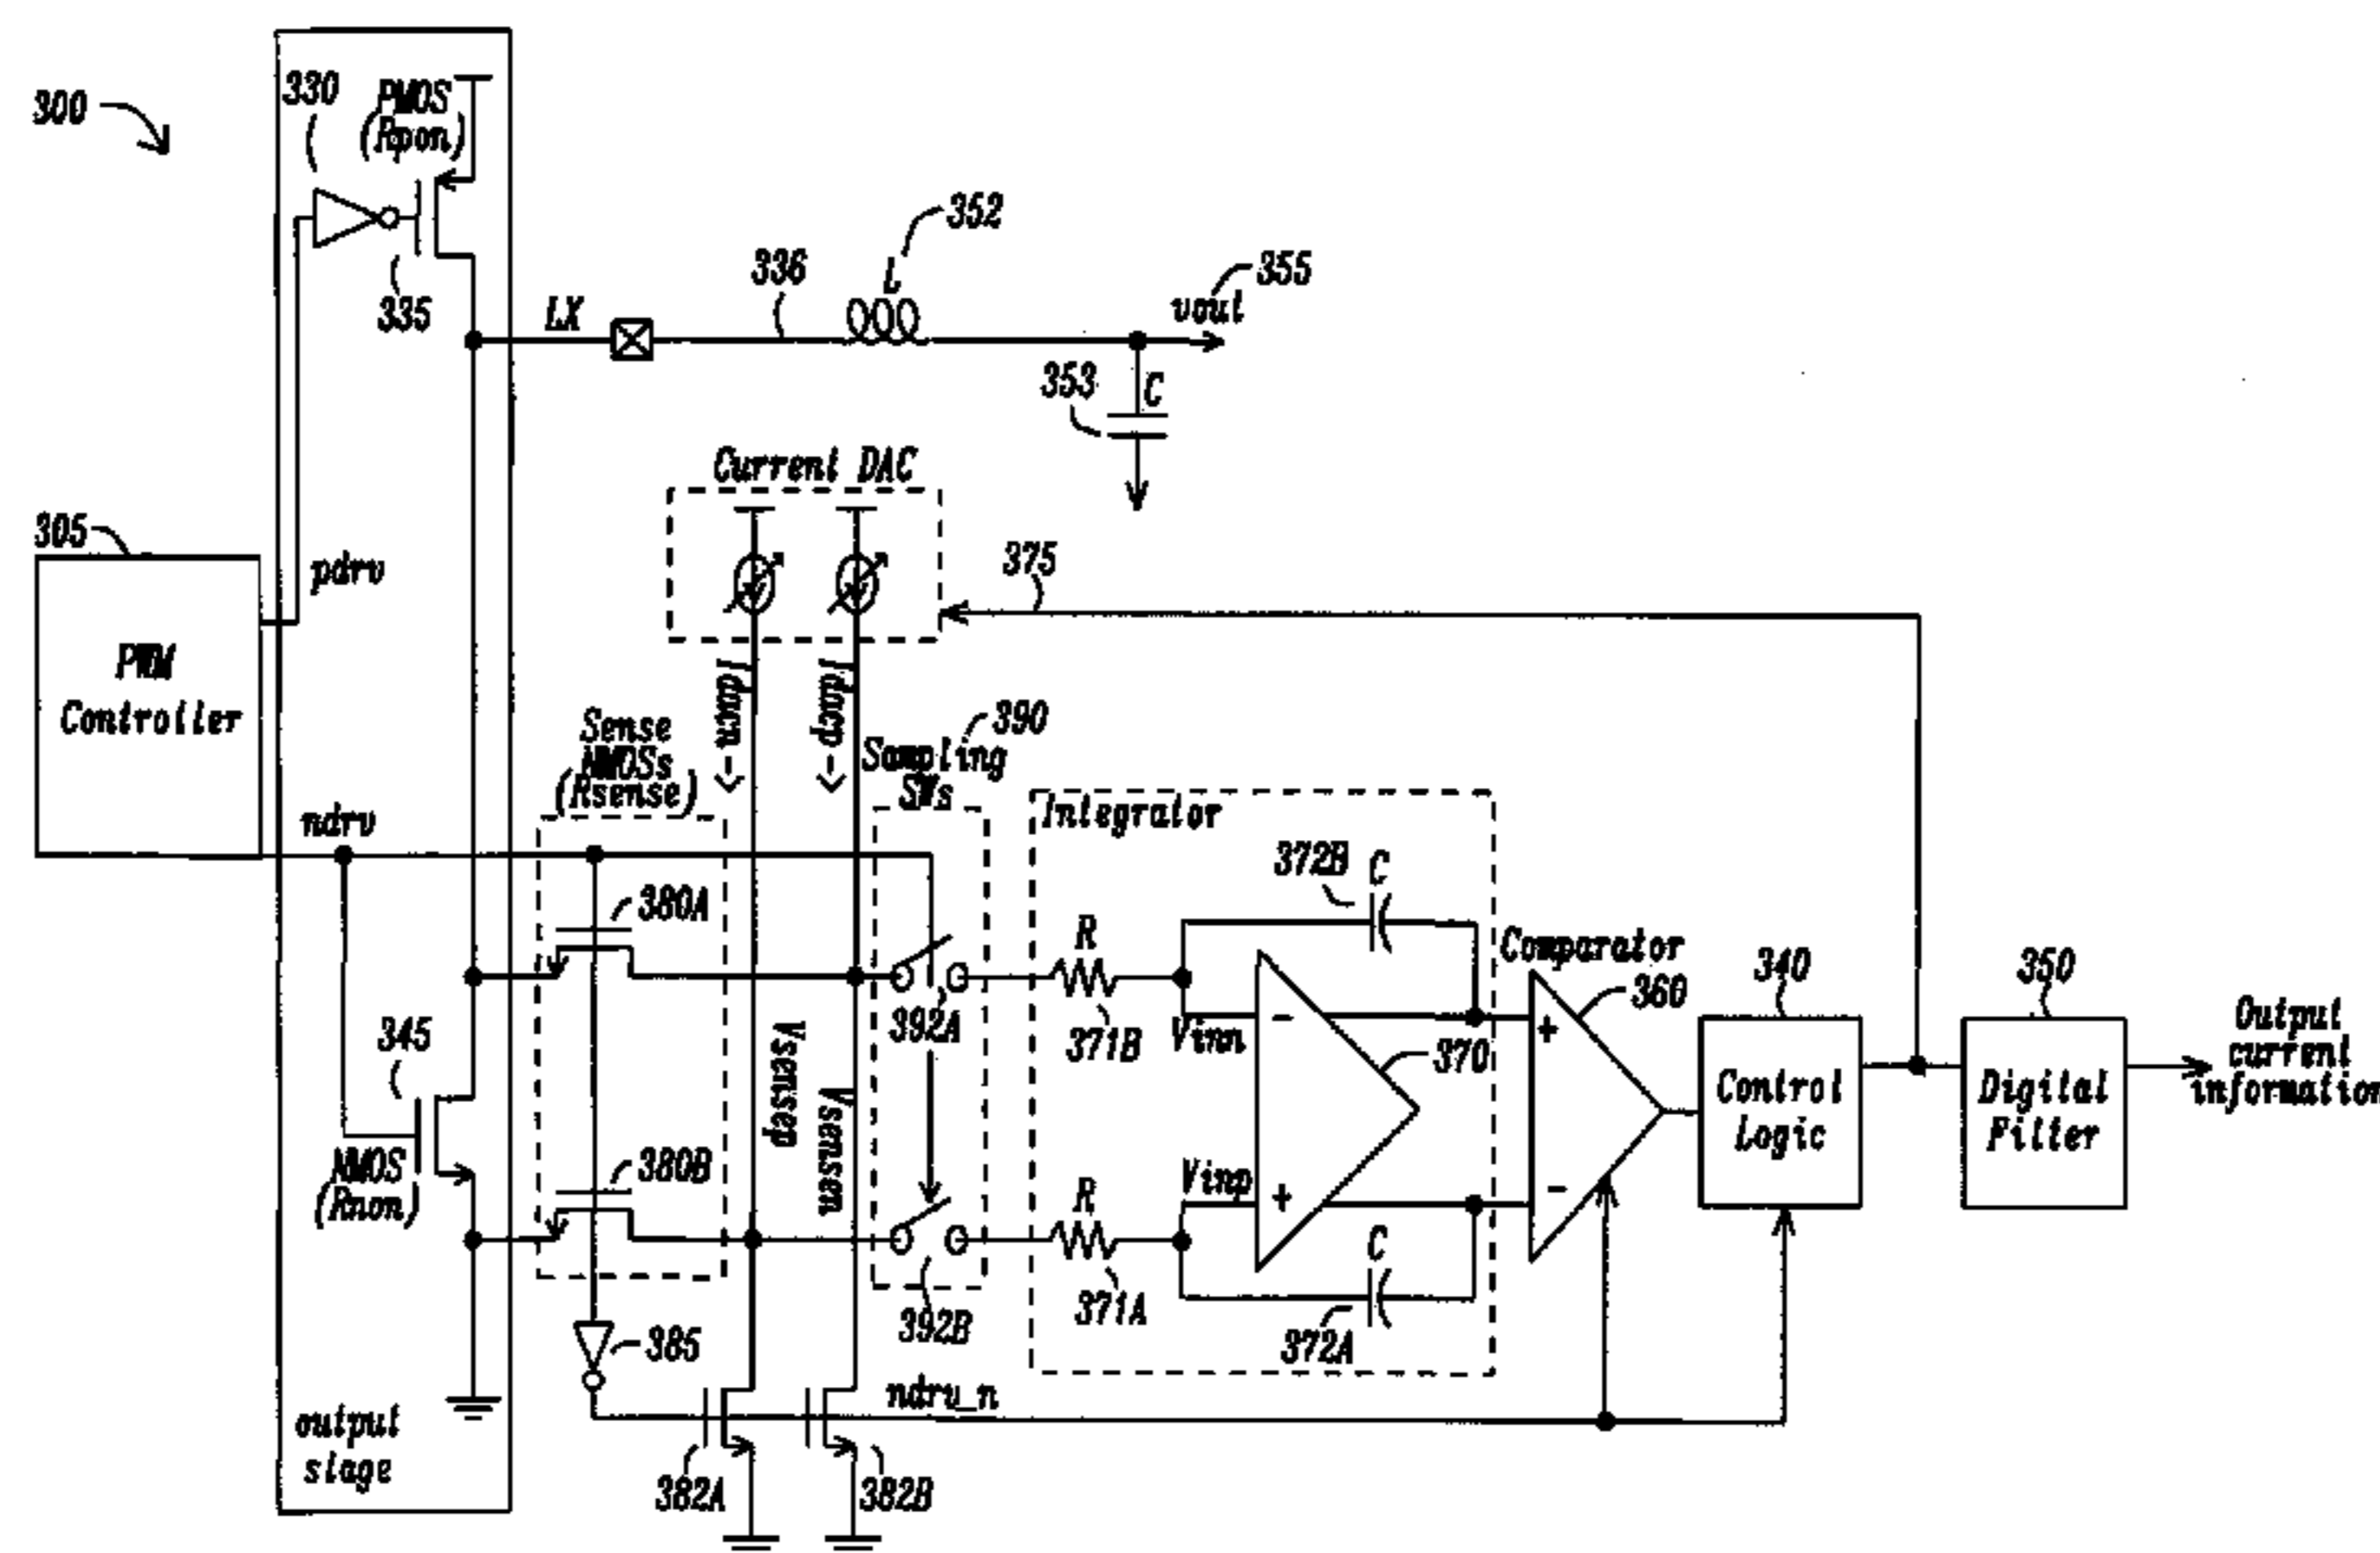 300
330
PMOS
(Rpon)
335
LX
336
L
352
vout
355
353
C
305
pdrv
PWM
Controller
ndrv
Current DAC
375
Idacn
Idacp
Sense
NMOSs
(Rsense)
390
Sampling
SWs
Integrator
380A
372B
C
R
371B
Vinn
-
370
392A
345
NMOS
(Rnon)
380B
Vsensep
Vsensen
Vinp
+
R
371A
C
372A
392B
Comparator
360
+
-
340
Control
Logic
350
Digital
Filter
Output
current
information
385
ndrv_n
382A
382B
output
stage